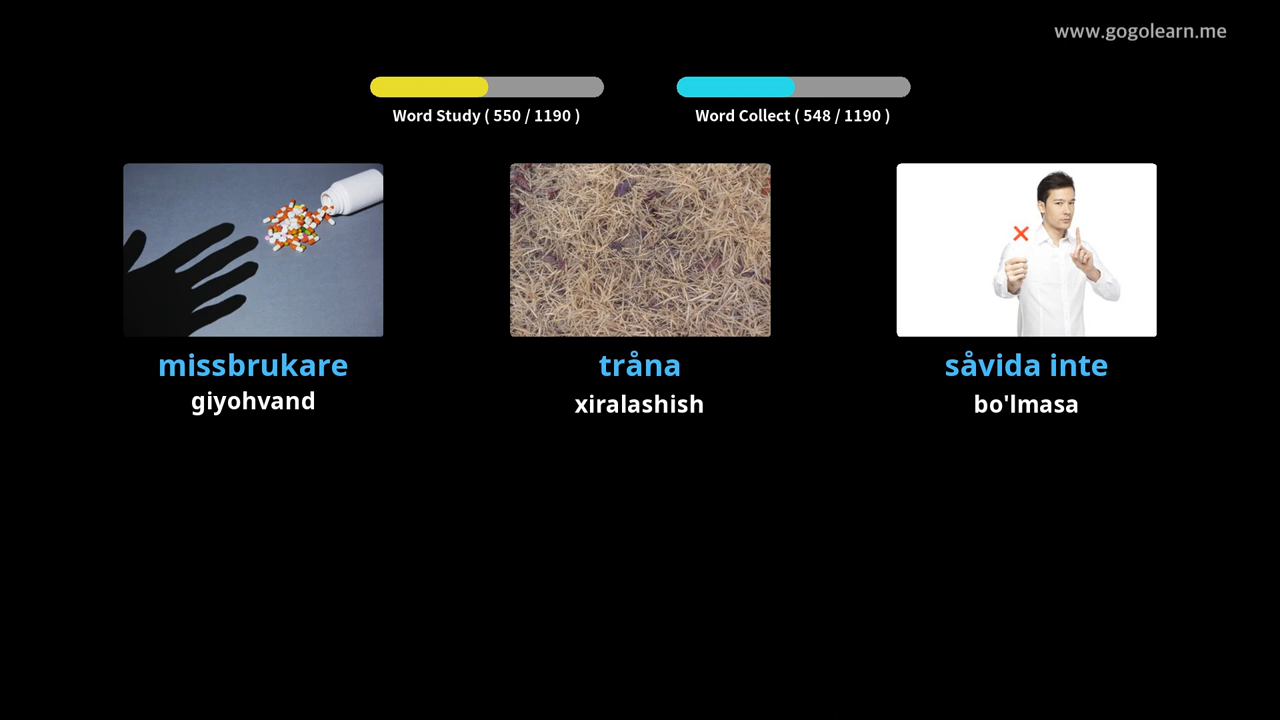 www.gogolearn.me
Word Study ( 550 / 1190 )
Word Collect ( 548 / 1190 )
missbrukare
giyohvand
tråna
xiralashish
såvida inte
bo'lmasa